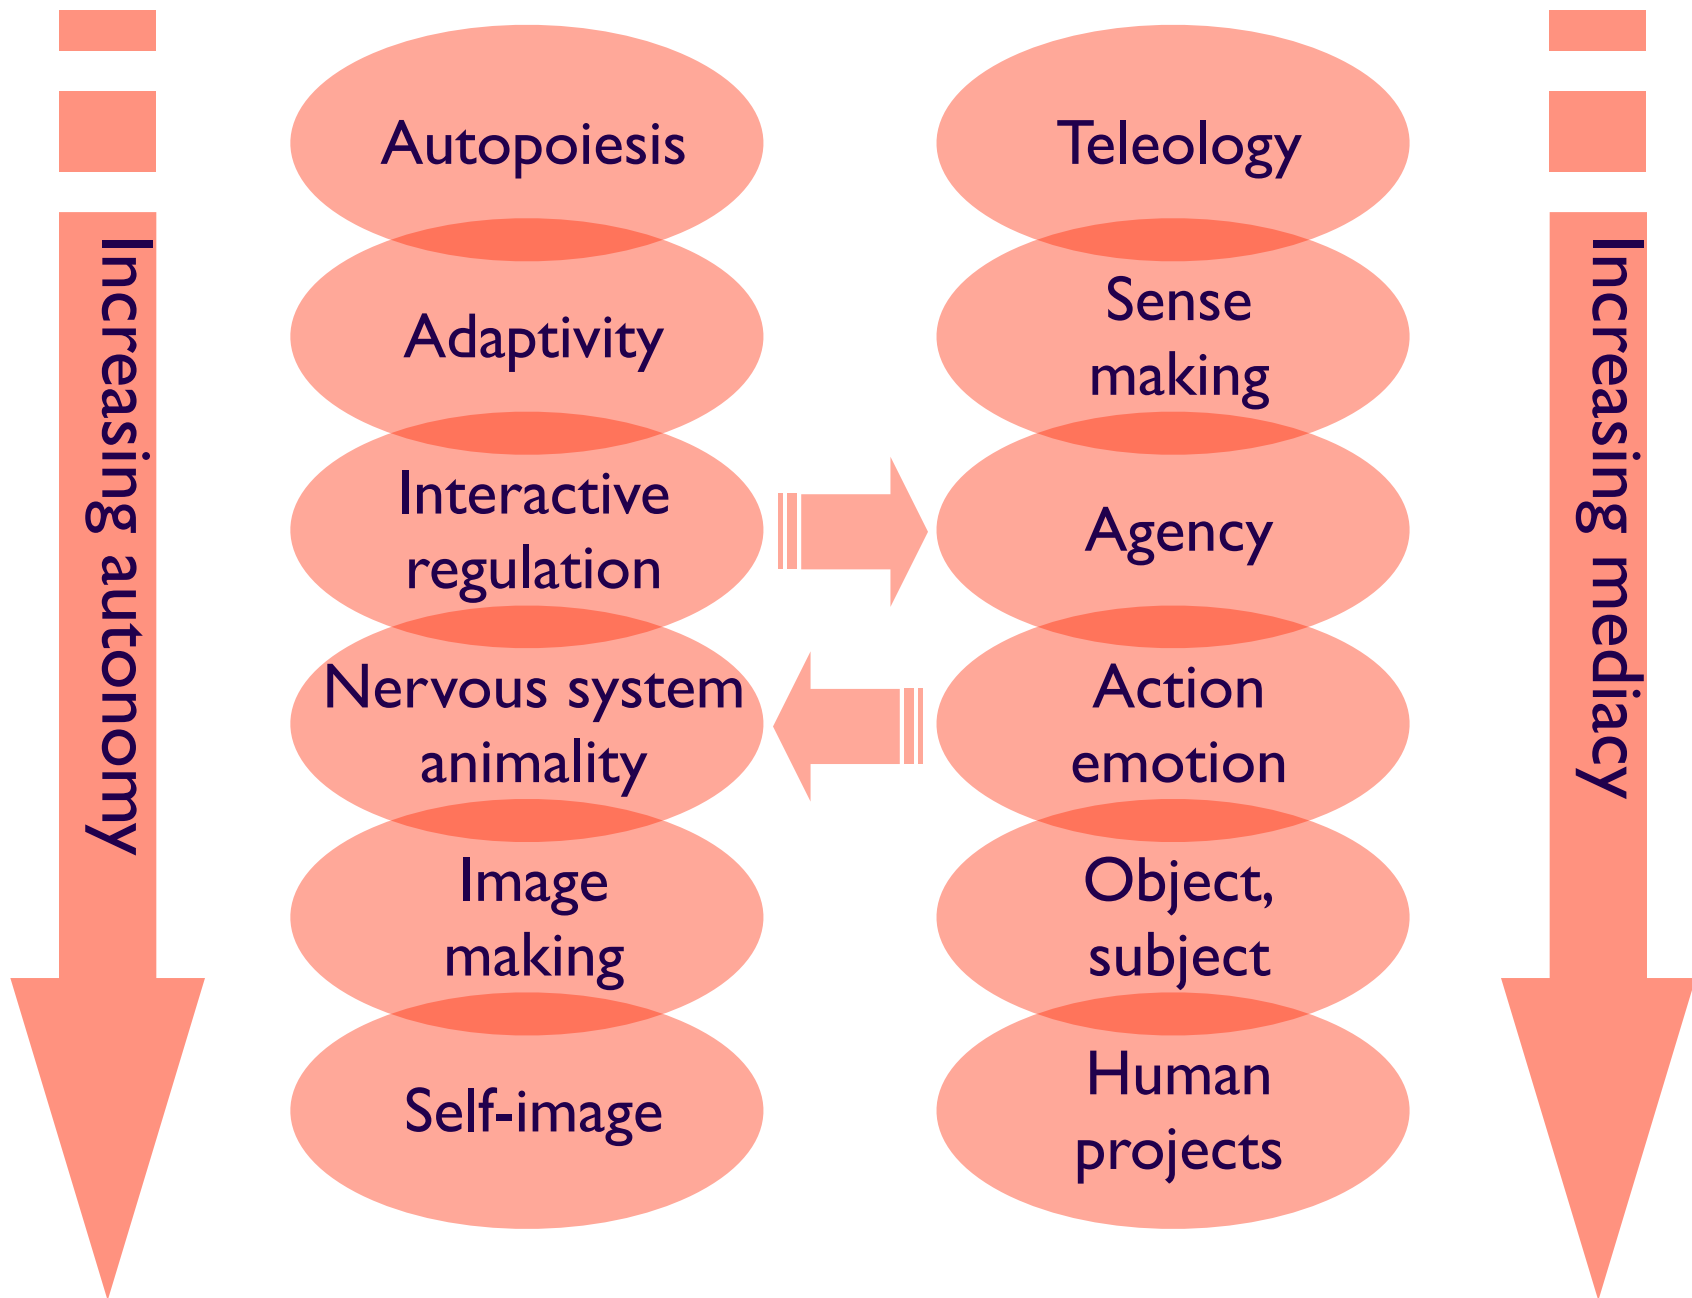 Increasing autonomy
Autopoiesis
Adaptivity
Interactive
regulation
Nervous system
animality
Image
making
Self-image
Teleology
Sense
making
Agency
Action
emotion
Object,
subject
Human
projects
Increasing mediacy